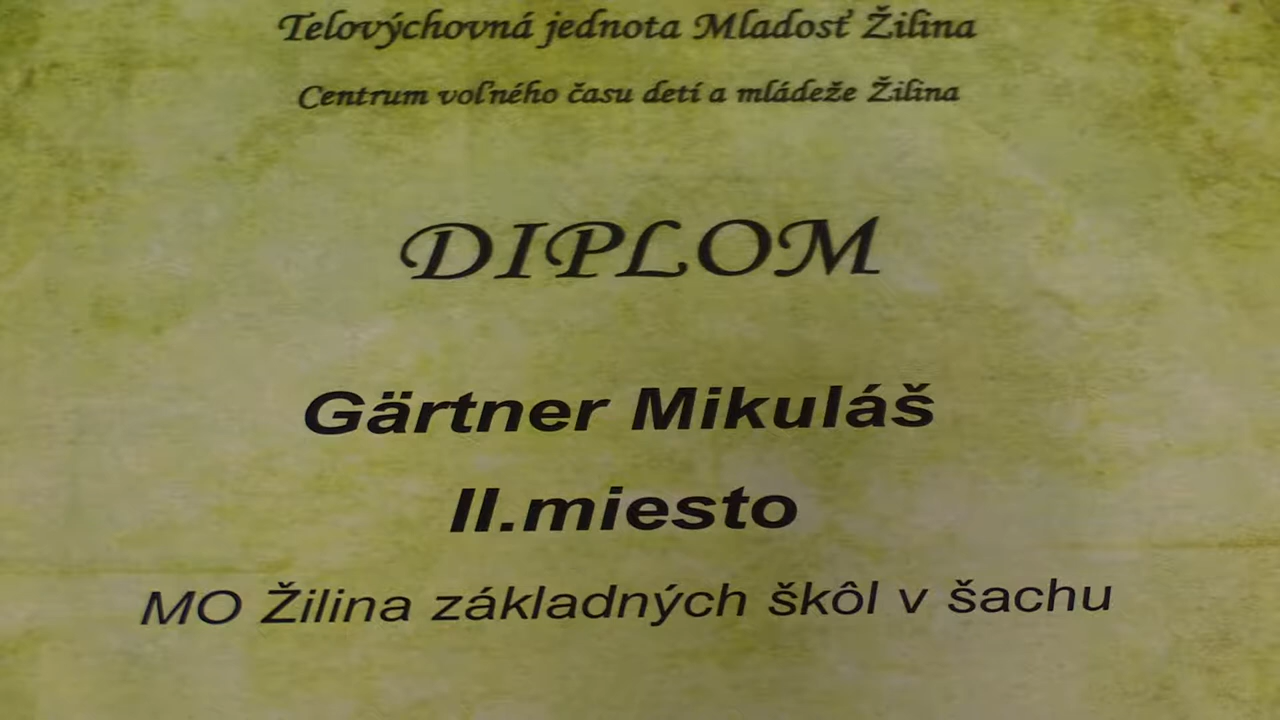 Telovýchovná jednota Mladosť Žilina
Centrum voľného času detí a mládeže Žilina
DIPLOM
Gärtner Mikuláš
II.miesto
MO Žilina základných škôl v šachu